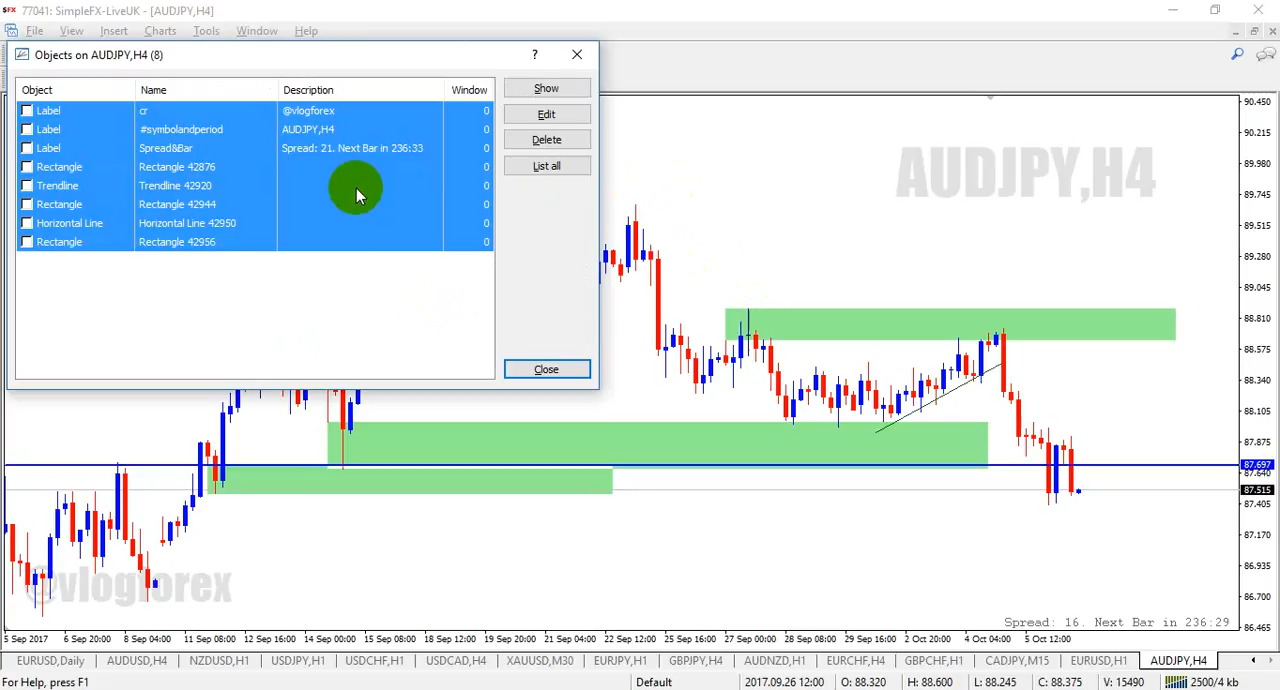 77041: SimpleFX-LiveUK - [AUDJPY,H4]
File View Insert Charts Tools Window Help
Objects on AUDJPY,H4 (8)
?
Object Name Description Window
Label cr @vlogforex 0
Label #symbolandperiod AUDJPY,H4 0
Label Spread&Bar Spread: 21. Next Bar in 236:33 0
Rectangle Rectangle 42876 0
Trendline Trendline 42920 0
Rectangle Rectangle 42944 0
Horizontal Line Horizontal Line 42950 0
Rectangle Rectangle 42956 0
Show
Edit
Delete
List all
Close
AUDJPY,H4
90.450
90.215
89.980
89.745
89.515
89.280
89.045
88.810
88.575
88.340
88.105
87.875
87.697
87.640
87.515
87.405
87.170
86.935
86.700
86.465
@vlogforex
Spread: 16. Next Bar in 236:29
5 Sep 2017 6 Sep 20:00 8 Sep 04:00 11 Sep 08:00 12 Sep 16:00 14 Sep 00:00 15 Sep 08:00 18 Sep 12:00 19 Sep 20:00 21 Sep 04:00 22 Sep 12:00 25 Sep 16:00 27 Sep 00:00 28 Sep 08:00 29 Sep 16:00 2 Oct 20:00 4 Oct 04:00 5 Oct 12:00
EURUSD,Daily AUDUSD,H4 NZDUSD,H1 USDJPY,H1 USDCHF,H1 USDCAD,H4 XAUUSD,M30 EURJPY,H1 GBPJPY,H4 AUDNZD,H1 EURCHF,H4 GBPCHF,H1 CADJPY,M15 EURUSD,H1 AUDJPY,H4
For Help, press F1 Default 2017.09.26 12:00 O: 88.320 H: 88.600 L: 88.245 C: 88.375 V: 15490 2500/4 kb